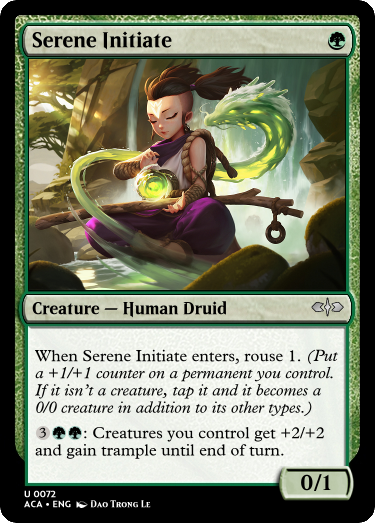 Serene Initiate
Creature — Human Druid
When Serene Initiate enters, rouse 1. (Put
a +1/+1 counter on a permanent you control.
If it isn't a creature, tap it and it becomes a
0/0 creature in addition to its other types.)
3: Creatures you control get +2/+2
and gain trample until end of turn.
0/1
U 0072
ACA • ENG Dao Trong Le